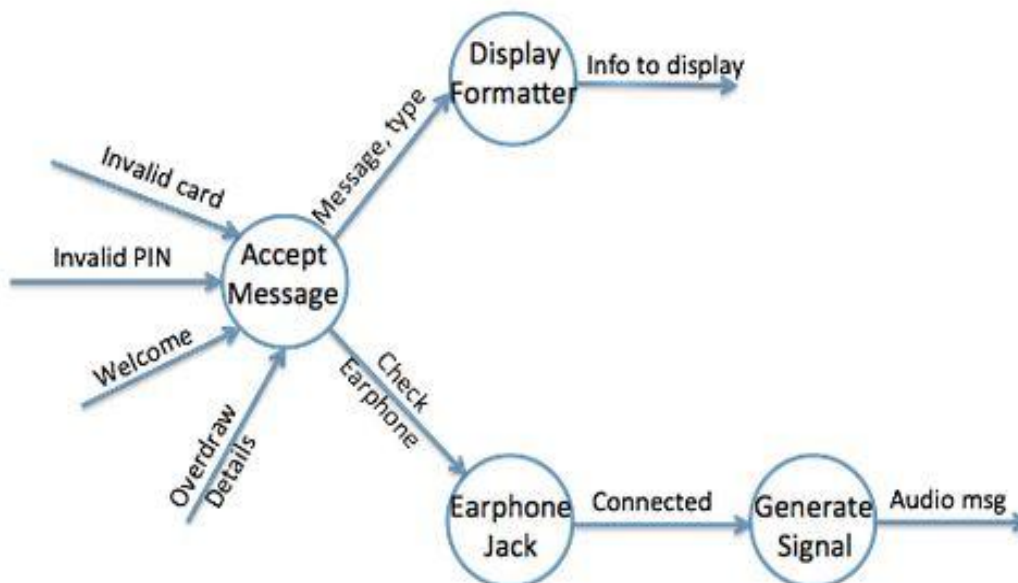 Display
Formatter
Info to display
Message, type
Invalid card
Invalid PIN
Accept
Message
Welcome
Overdraw
Details
Check
Earphone
Earphone
Jack
Connected
Generate
Signal
Audio msg